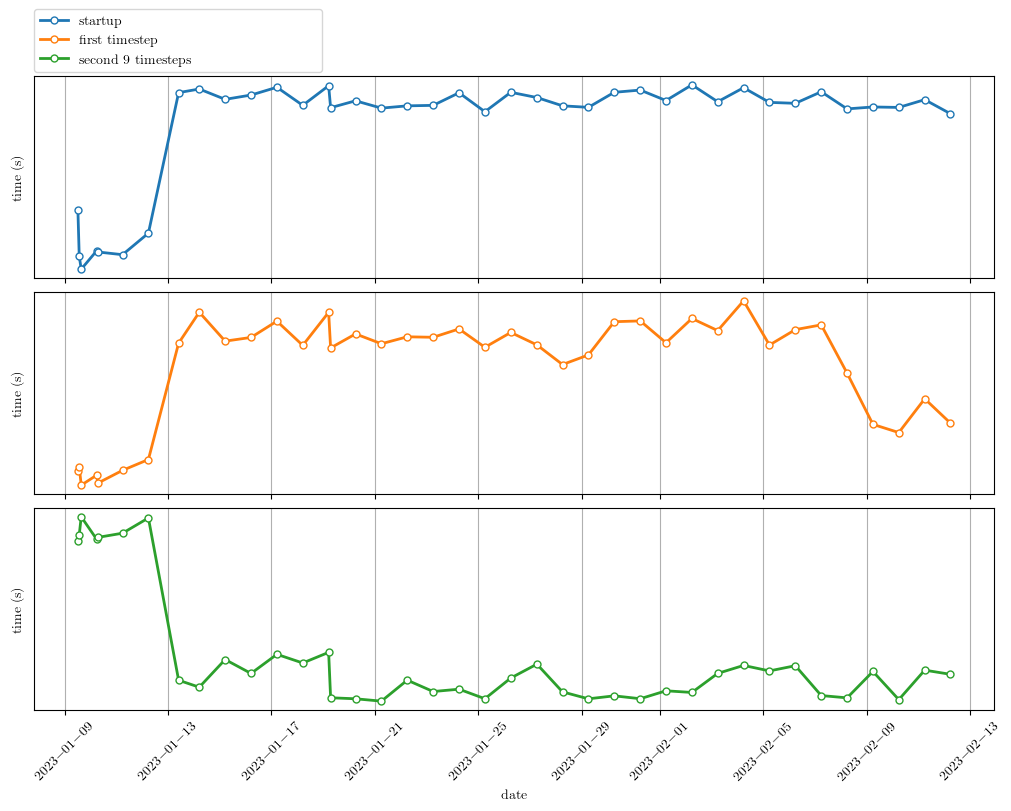 startup
first timestep
second 9 timesteps
time (s)
time (s)
time (s)
2023−01−09
2023−01−13
2023−01−17
2023−01−21
2023−01−25
2023−01−29
2023−02−01
2023−02−05
2023−02−09
2023−02−13
date